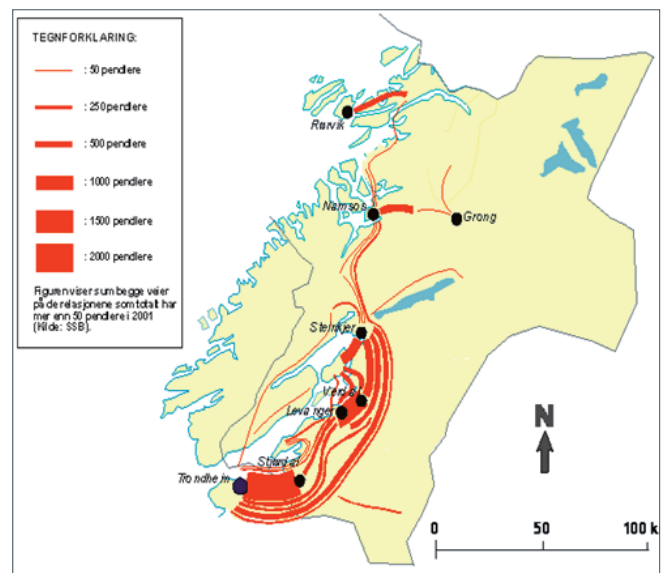 TEGNFORKLARING:
: 50 pendlere
: 250 pendlere
: 500 pendlere
: 1000 pendlere
: 1500 pendlere
: 2000 pendlere
Figuren viser sum begge veier
på de relasjonene som totalt har
mer enn 50 pendlere i 2001
(Kilde: SSB).
Rørvik
Namsos
Grong
Steinkjer
Verdal
Levanger
Stjørdal
Trondheim
N
0 50 100 k